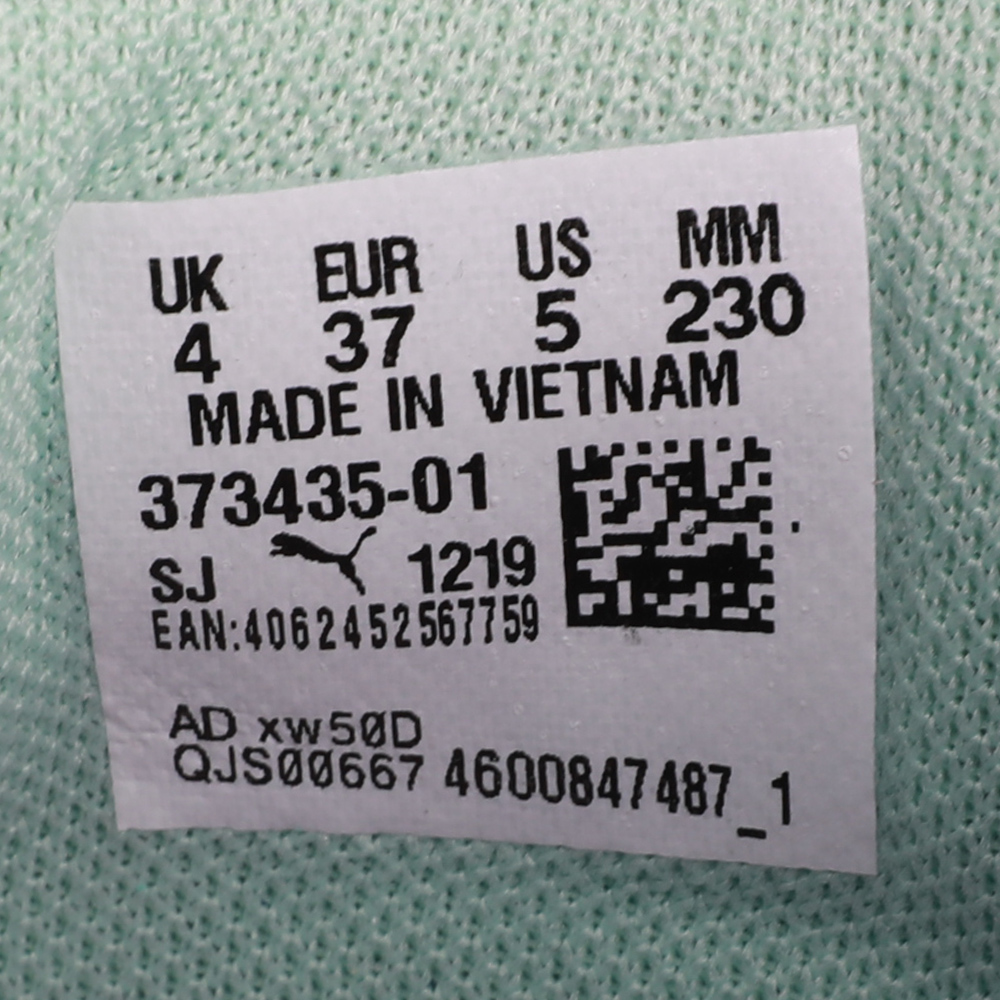 UK EUR US MM
4 37 5 230
MADE IN VIETNAM
373435-01
SJ 1219
EAN:4062452567759
AD xw50D
QJS00667 4600847487_1